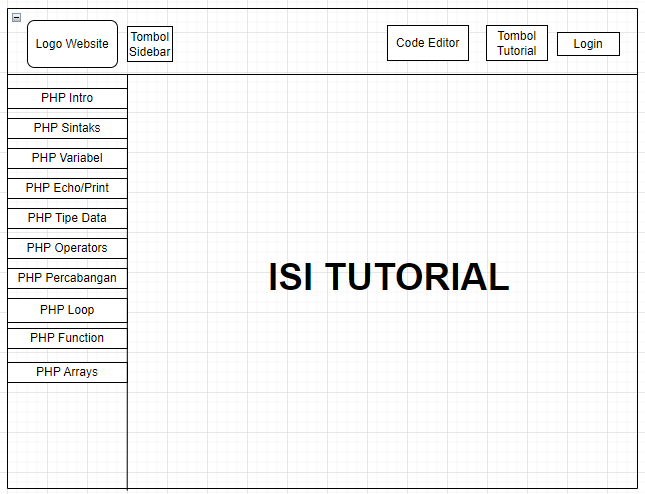 Logo Website
Tombol
Sidebar
Code Editor
Tombol
Tutorial
Login
PHP Intro
PHP Sintaks
PHP Variabel
PHP Echo/Print
PHP Tipe Data
PHP Operators
PHP Percabangan
PHP Loop
PHP Function
PHP Arrays
ISI TUTORIAL